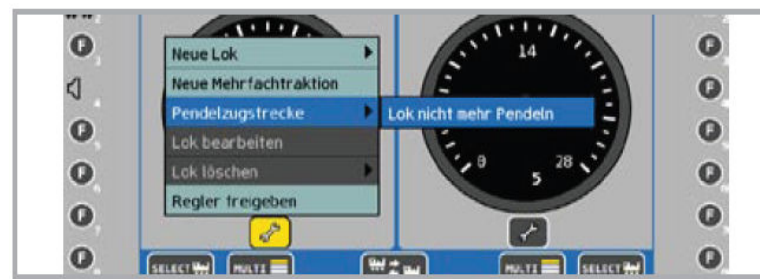 Neue Lok
Neue Mehrfachtraktion
Pendelzugstrecke
Lok nicht mehr Pendeln
Lok bearbeiten
Lok löschen
Regler freigeben
14
0
28
5
F
F
F
F
F
F
F
F
F
F
SELECT
MULTI
MULTI
SELECT